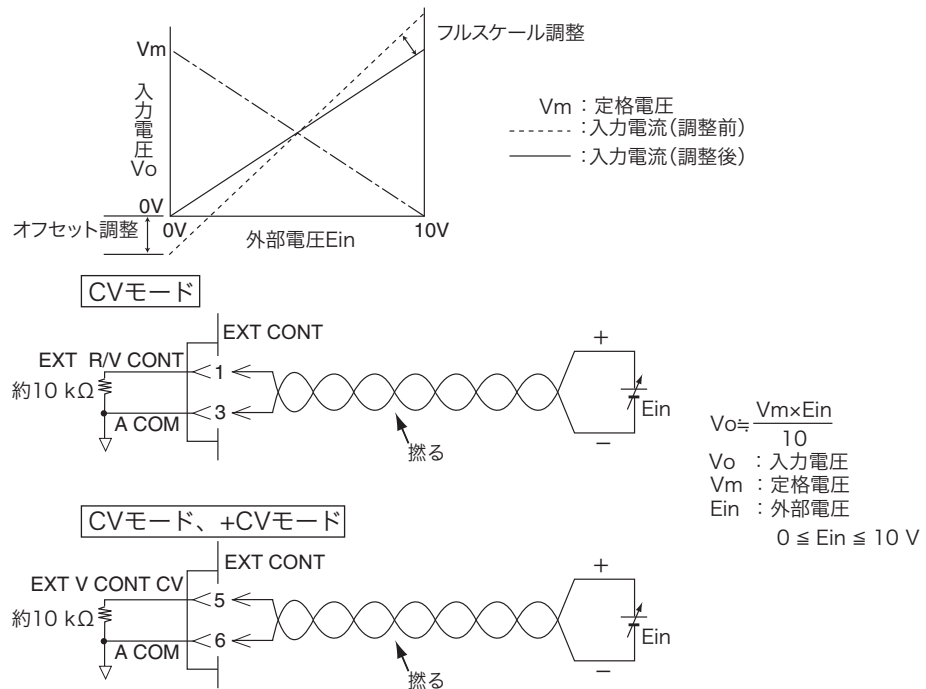 フルスケール調整
Vm
入力電圧Vo
Vm : 定格電圧
:入力電流(調整前)
:入力電流(調整後)
0V
オフセット調整
0V
外部電圧Ein
10V
CVモード
EXT CONT
EXT R/V CONT
1
約10 kΩ
3
A COM
撚る
+
Ein
−
Vo≒Vm×Ein
10
Vo : 入力電圧
Vm : 定格電圧
Ein : 外部電圧
0 ≦ Ein ≦ 10 V
CVモード、+CVモード
EXT CONT
EXT V CONT CV
5
約10 kΩ
6
A COM
撚る
+
Ein
−